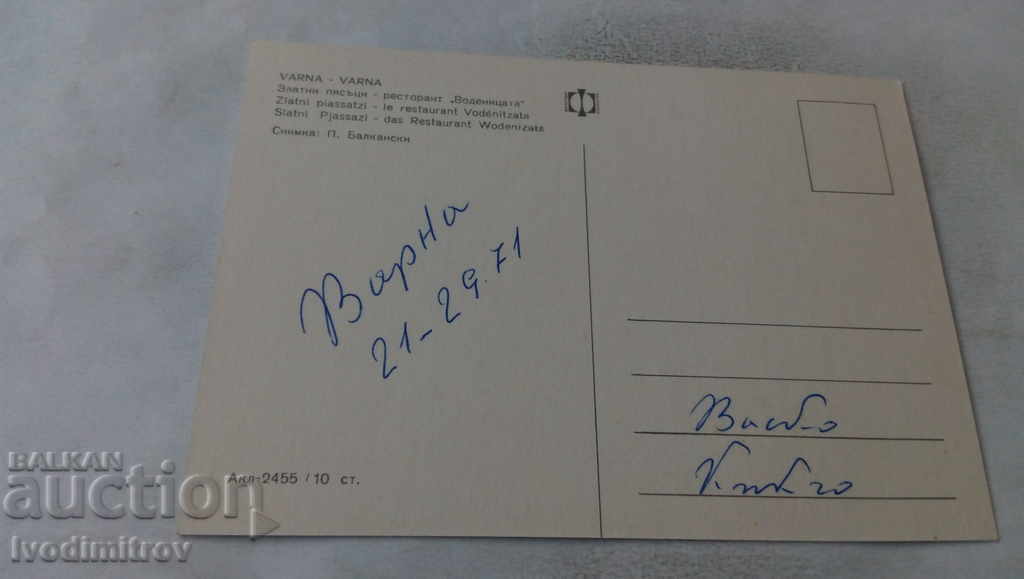 VARNA - VARNA
Златни пясъци - ресторант „Воденицата"
Zlatni piassatzi - le restaurant Vodénitzata
Slatni Pjassazi - das Restaurant Wodenizata
Снимка: П. Балкански
Варна
21-29.71
Акл-2455 / 10 ст.
BALKAN
auction
Ivodimitrov